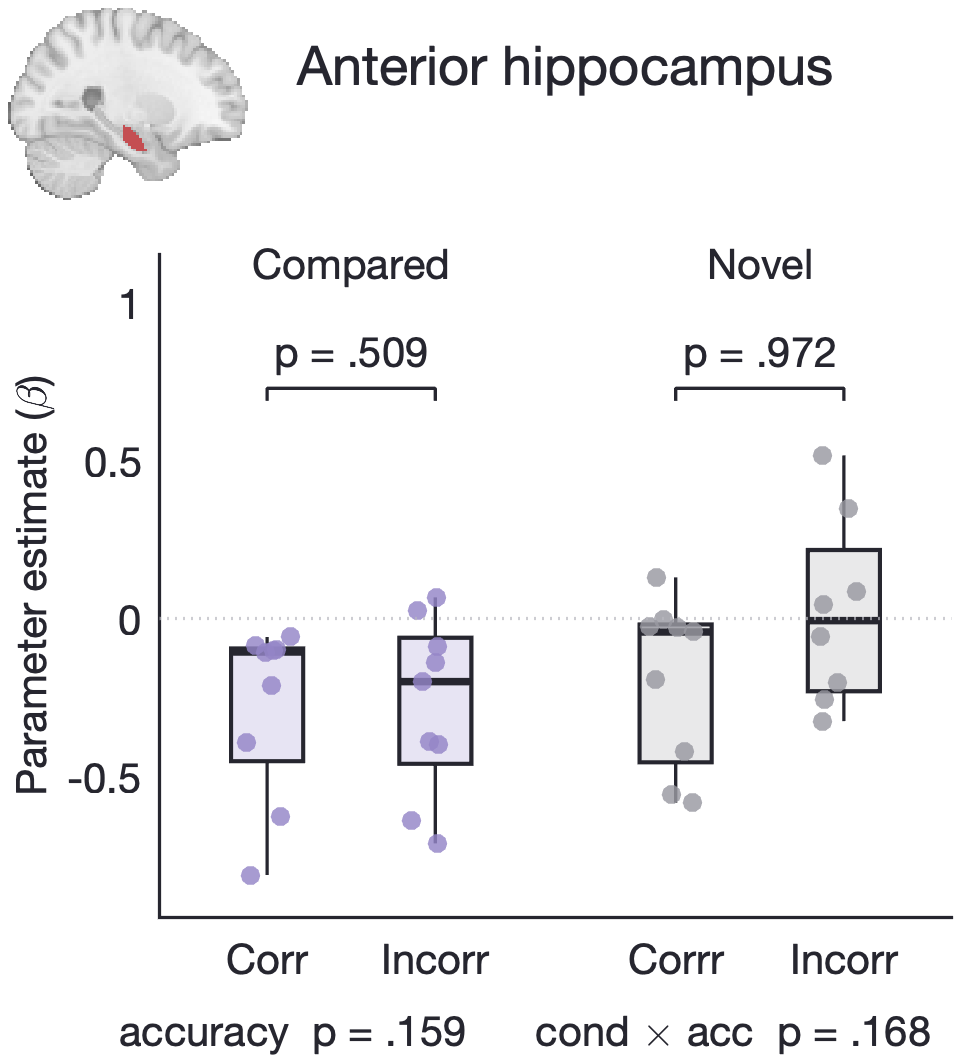 Anterior hippocampus
Compared Novel
1
p = .509 p = .972
0.5
Parameter estimate (β)
0
-0.5
Corr Incorr Corrr Incorr
accuracy p = .159 cond × acc p = .168